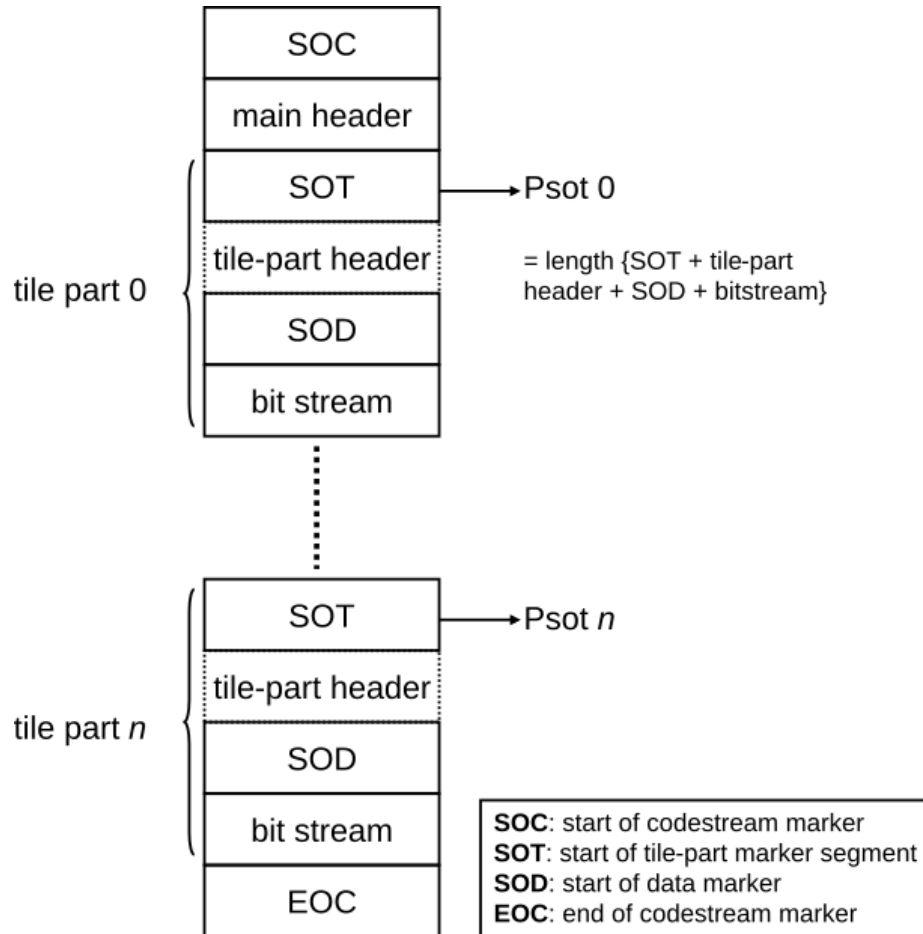 SOC
main header
SOT
Psot 0
tile-part header
= length {SOT + tile-part
header + SOD + bitstream}
tile part 0
SOD
bit stream
SOT
Psot n
tile-part header
tile part n
SOD
bit stream
EOC
SOC: start of codestream marker
SOT: start of tile-part marker segment
SOD: start of data marker
EOC: end of codestream marker